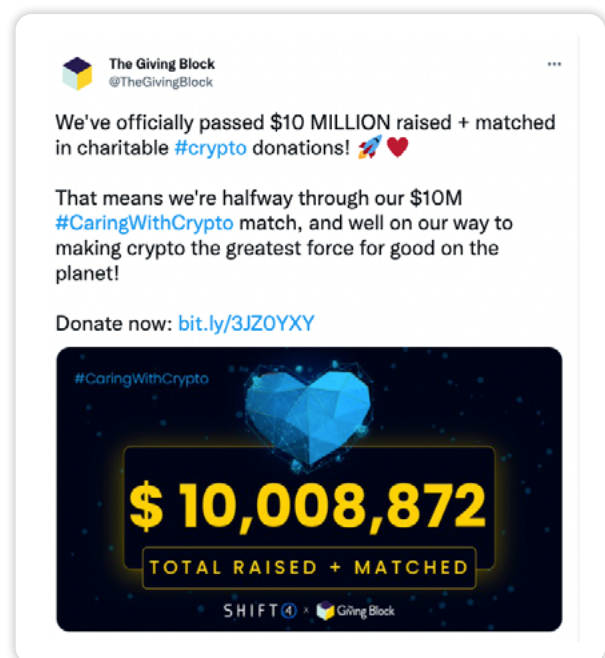 The Giving Block
@TheGivingBlock
We've officially passed $10 MILLION raised + matched
in charitable #crypto donations! 🚀❤️
That means we're halfway through our $10M
#CaringWithCrypto match, and well on our way to
making crypto the greatest force for good on the
planet!
Donate now: bit.ly/3JZ0YXY
#CaringWithCrypto
$ 10,008,872
TOTAL RAISED + MATCHED
SHIFT4 x Giving Block